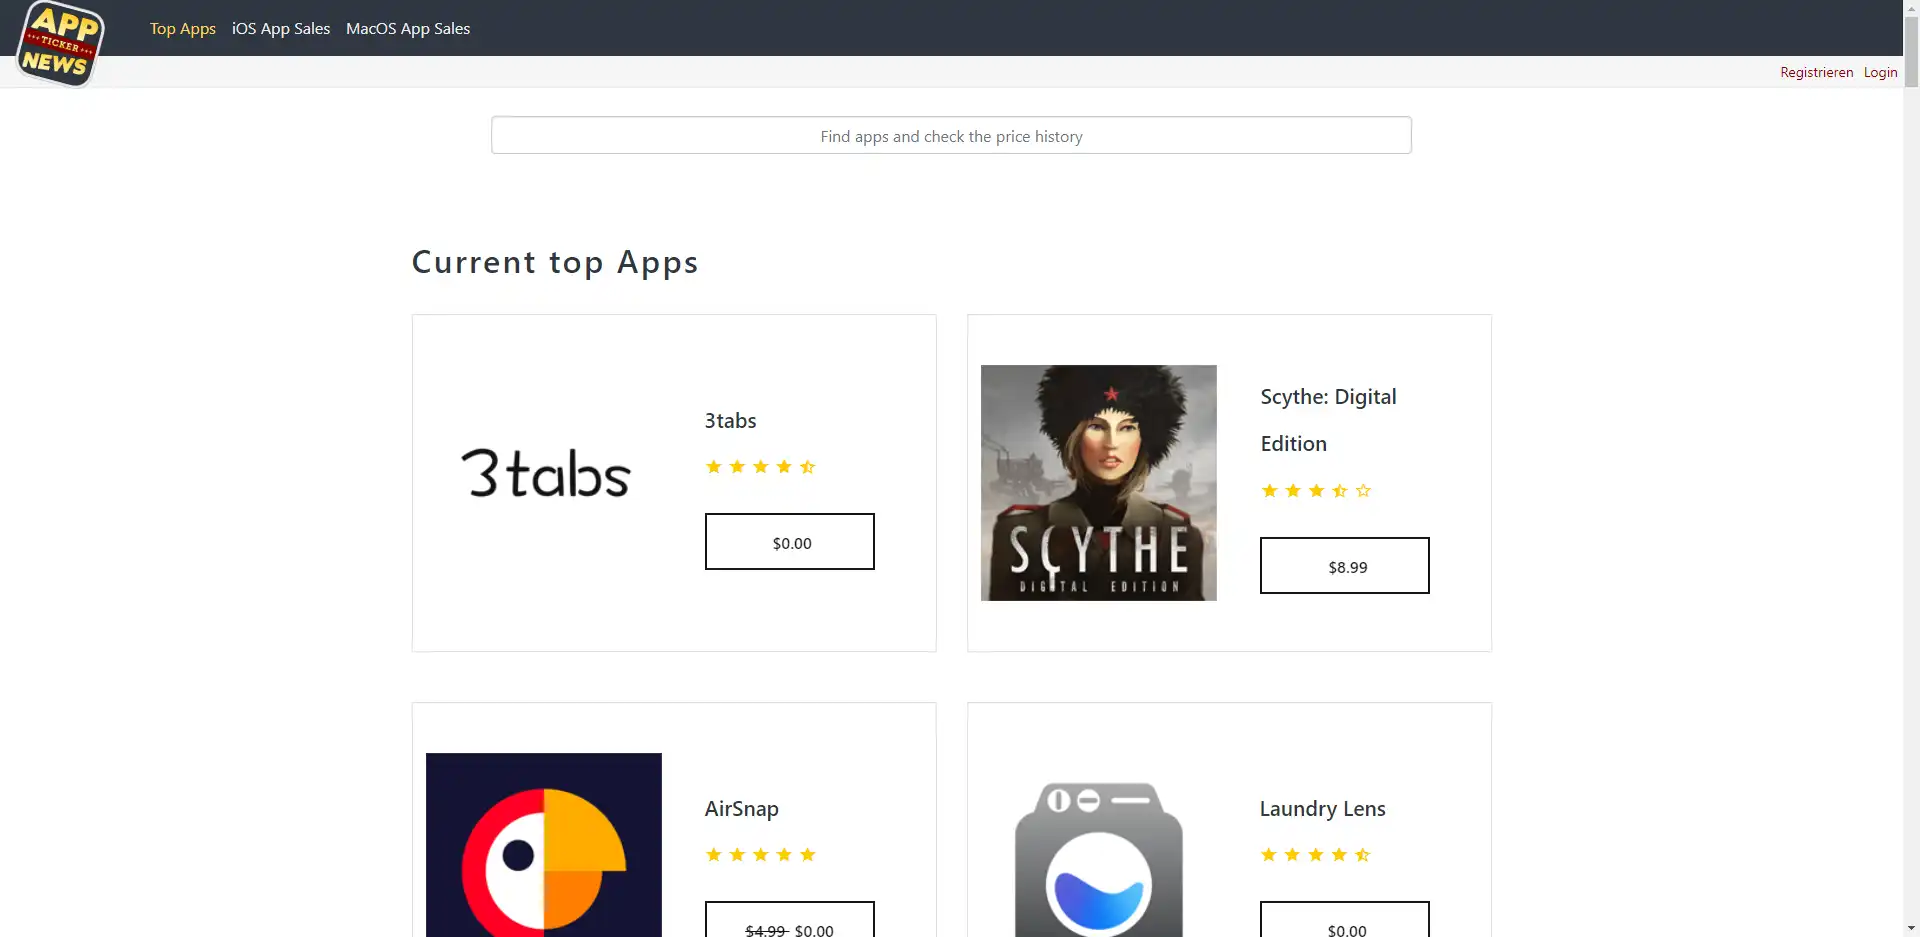 APP
TICKER
NEWS
Top Apps iOS App Sales MacOS App Sales
Registrieren Login
Find apps and check the price history
Current top Apps
3tabs
3tabs
$0.00
SCYTHE
DIGITAL EDITION
Scythe: Digital
Edition
$8.99
AirSnap
$4.99 $0.00
Laundry Lens
$0.00